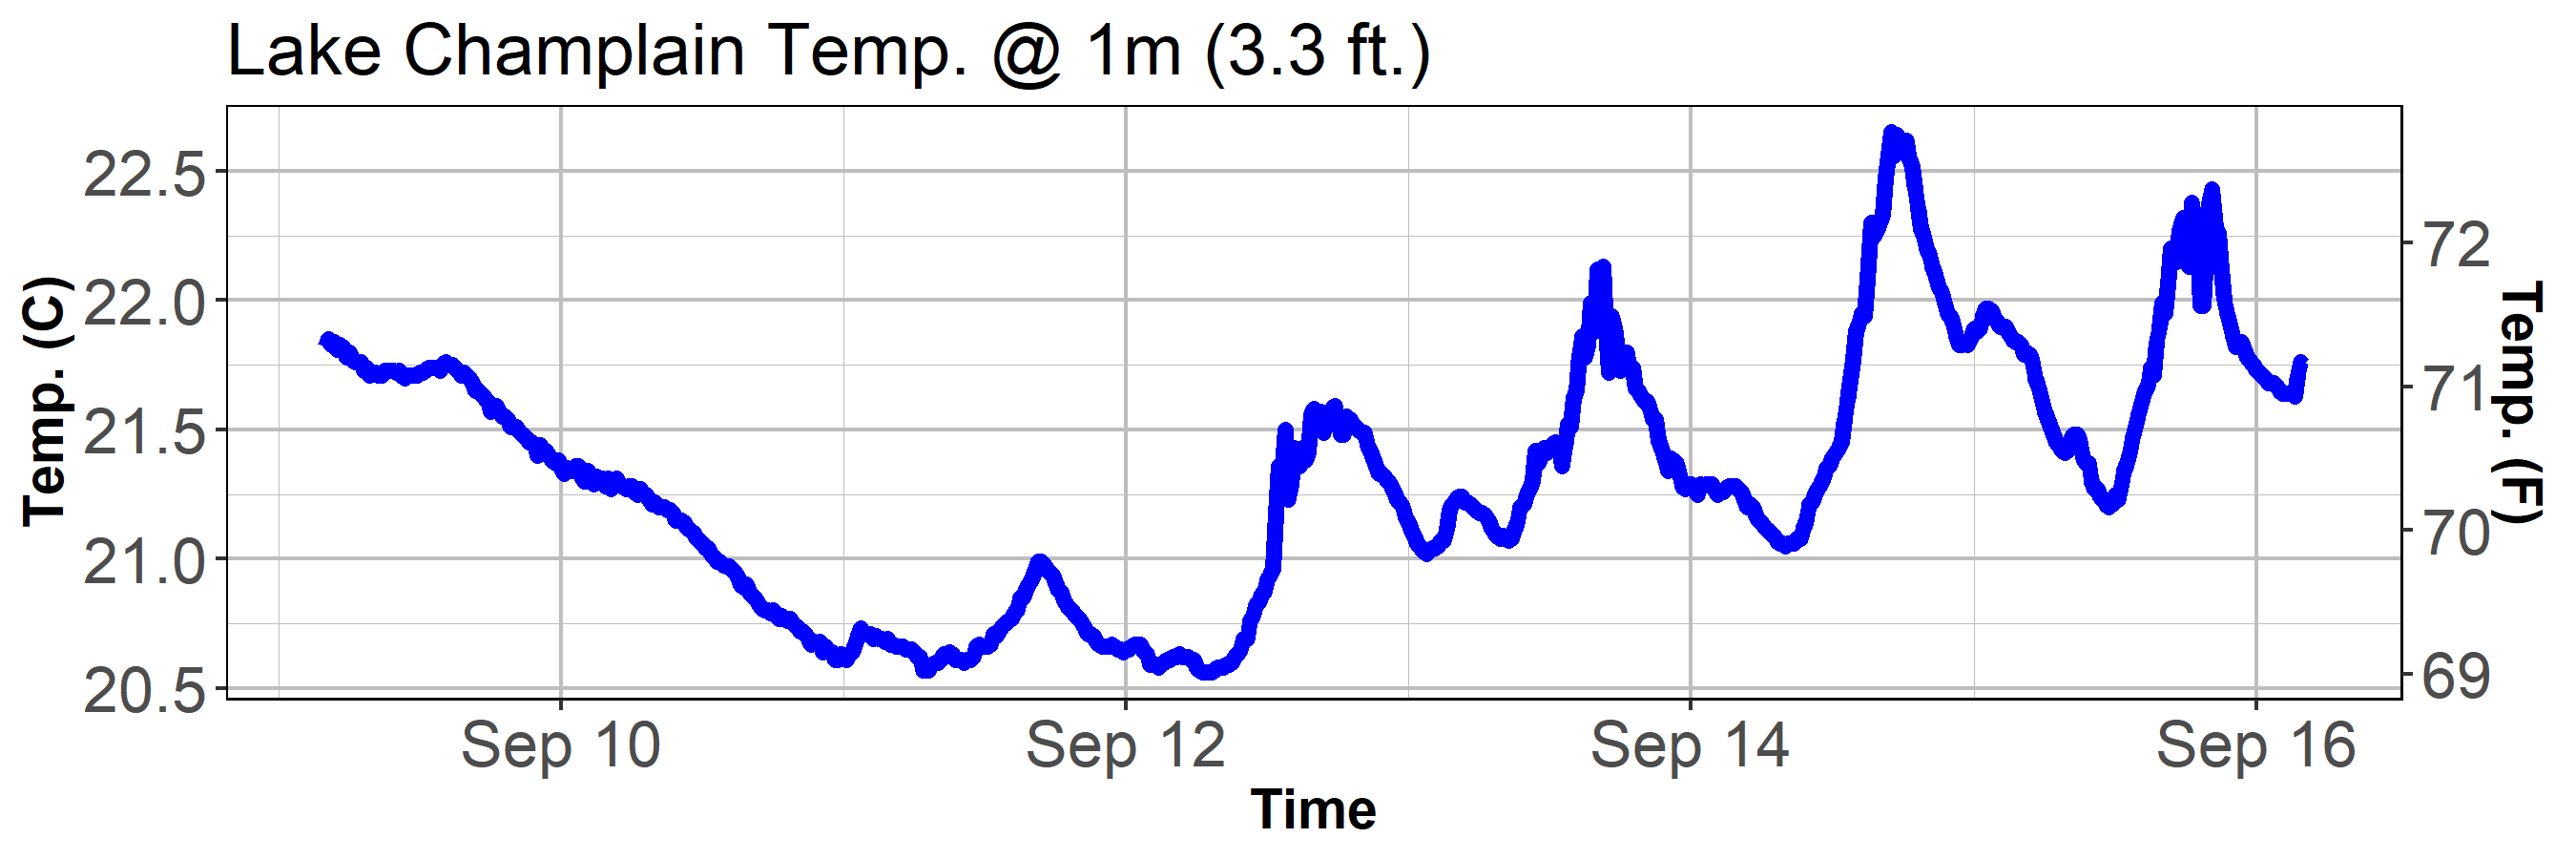 Lake Champlain Temp. @ 1m (3.3 ft.)
Temp. (C)
22.5
22.0
21.5
21.0
20.5
72
71
70
69
Temp. (F)
Sep 10 Sep 12 Sep 14 Sep 16
Time